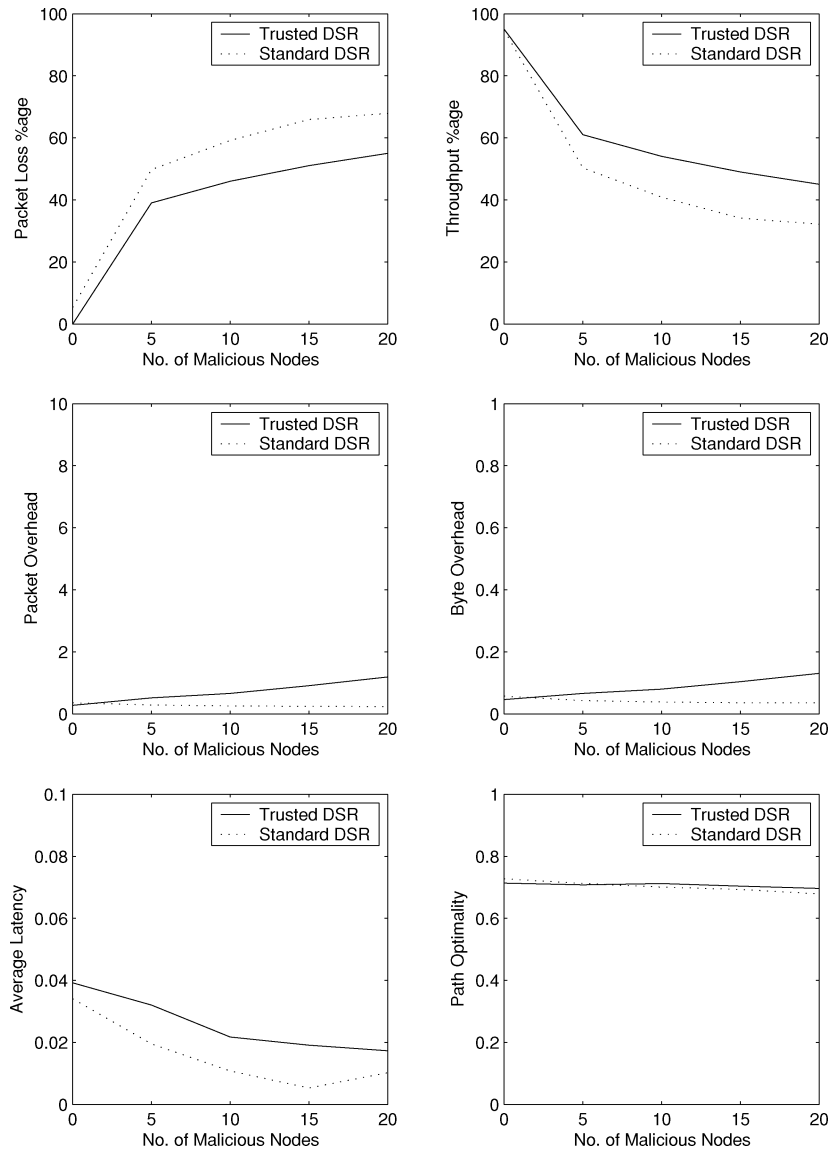 100
80
60
40
20
0
Packet Loss %age
Trusted DSR
Standard DSR
0 5 10 15 20
No. of Malicious Nodes
100
80
60
40
20
0
Throughput %age
Trusted DSR
Standard DSR
0 5 10 15 20
No. of Malicious Nodes
10
8
6
4
2
0
Packet Overhead
Trusted DSR
Standard DSR
0 5 10 15 20
No. of Malicious Nodes
1
0.8
0.6
0.4
0.2
0
Byte Overhead
Trusted DSR
Standard DSR
0 5 10 15 20
No. of Malicious Nodes
0.1
0.08
0.06
0.04
0.02
0
Average Latency
Trusted DSR
Standard DSR
0 5 10 15 20
No. of Malicious Nodes
1
0.8
0.6
0.4
0.2
0
Path Optimality
Trusted DSR
Standard DSR
0 5 10 15 20
No. of Malicious Nodes